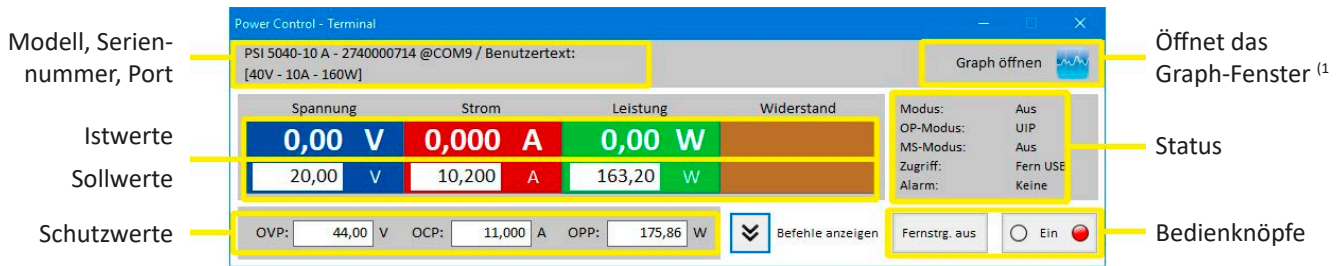 Power Control - Terminal
Modell, Serien-
nummer, Port
PSI 5040-10 A - 2740000714 @COM9 / Benutzertext:
[40V - 10A - 160W]
Graph öffnen
Öffnet das
Graph-Fenster (1
Spannung Strom Leistung Widerstand
Istwerte
0,00 V 0,000 A 0,00 W
Sollwerte
20,00 V 10,200 A 163,20 W
Modus: Aus
OP-Modus: UIP
MS-Modus: Aus
Zugriff: Fern USB
Alarm: Keine
Status
Schutzwerte
OVP: 44,00 V OCP: 11,000 A OPP: 175,86 W
Befehle anzeigen
Fernstrg. aus
Ein
Bedienknöpfe